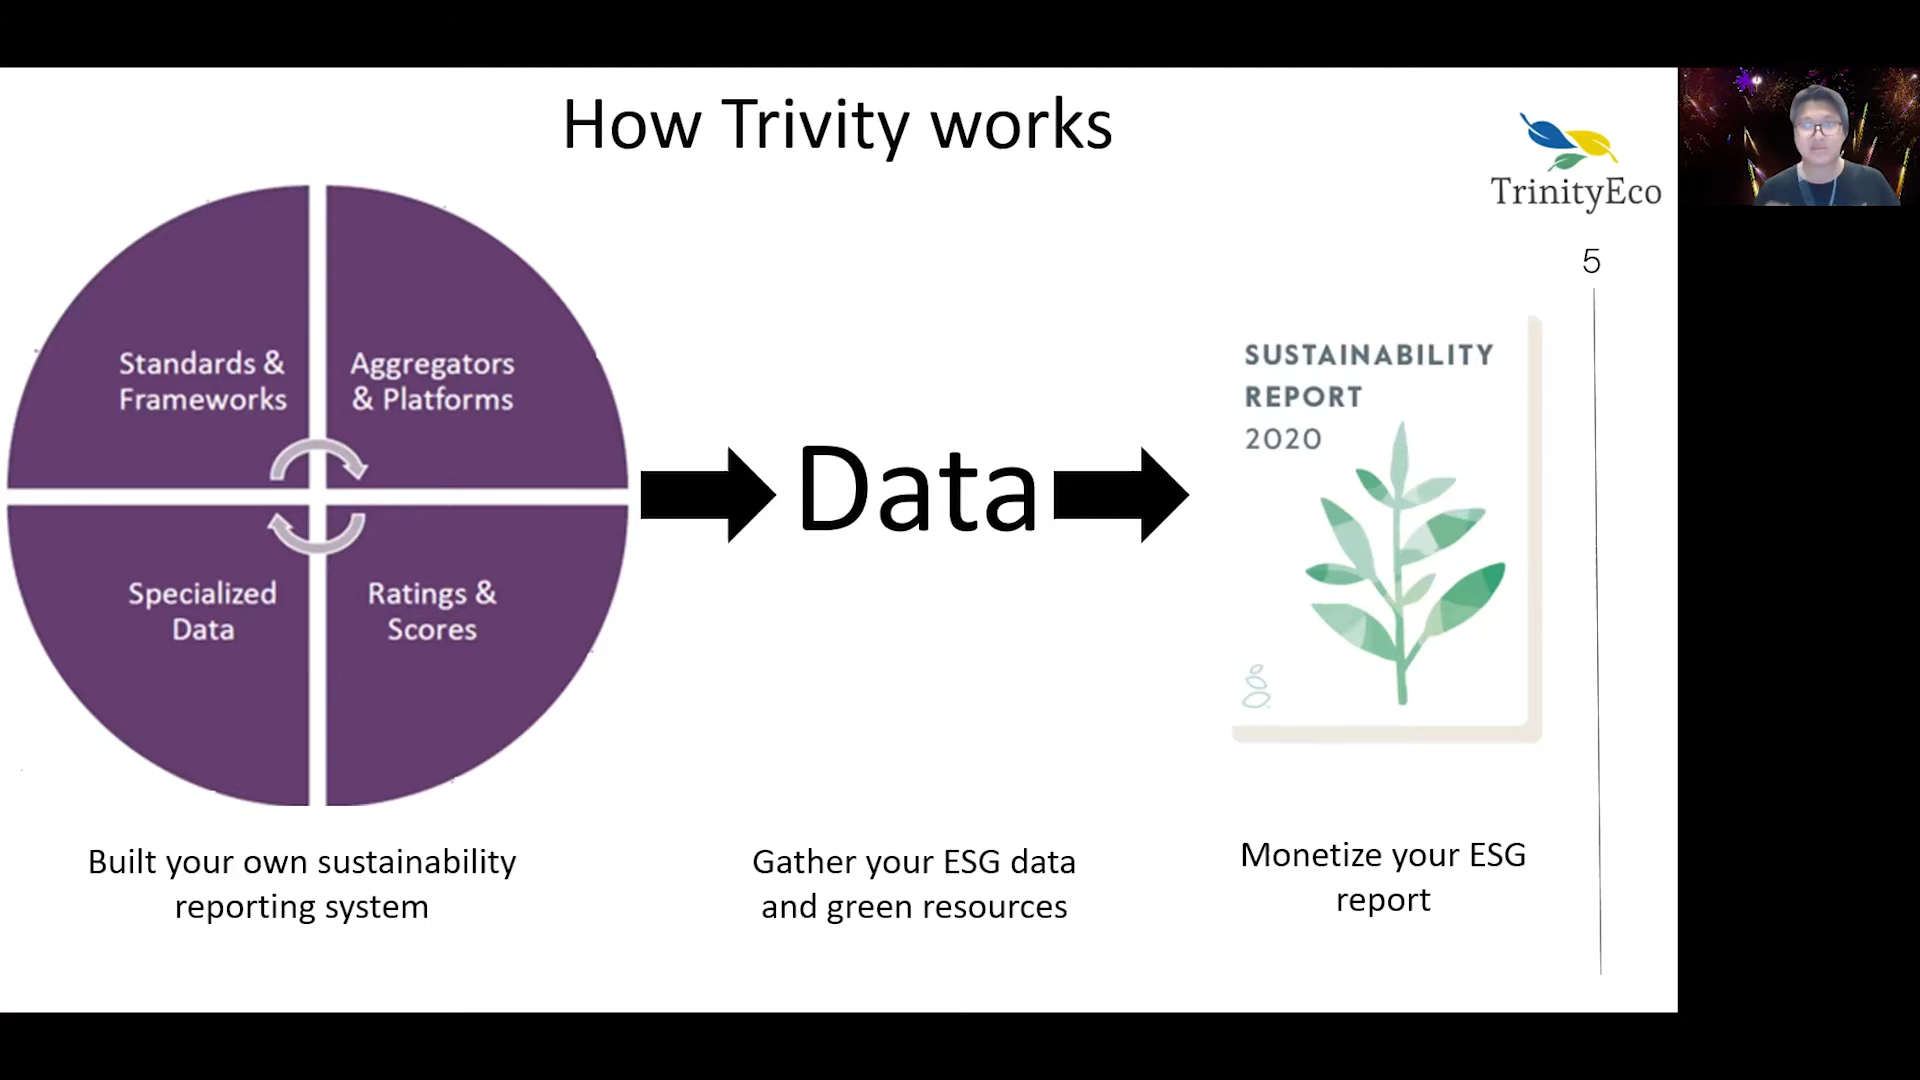 How Trivity works
TrinityEco
5
Standards &
Frameworks
Aggregators
& Platforms
Specialized
Data
Ratings &
Scores
Data
SUSTAINABILITY
REPORT
2020
Built your own sustainability
reporting system
Gather your ESG data
and green resources
Monetize your ESG
report